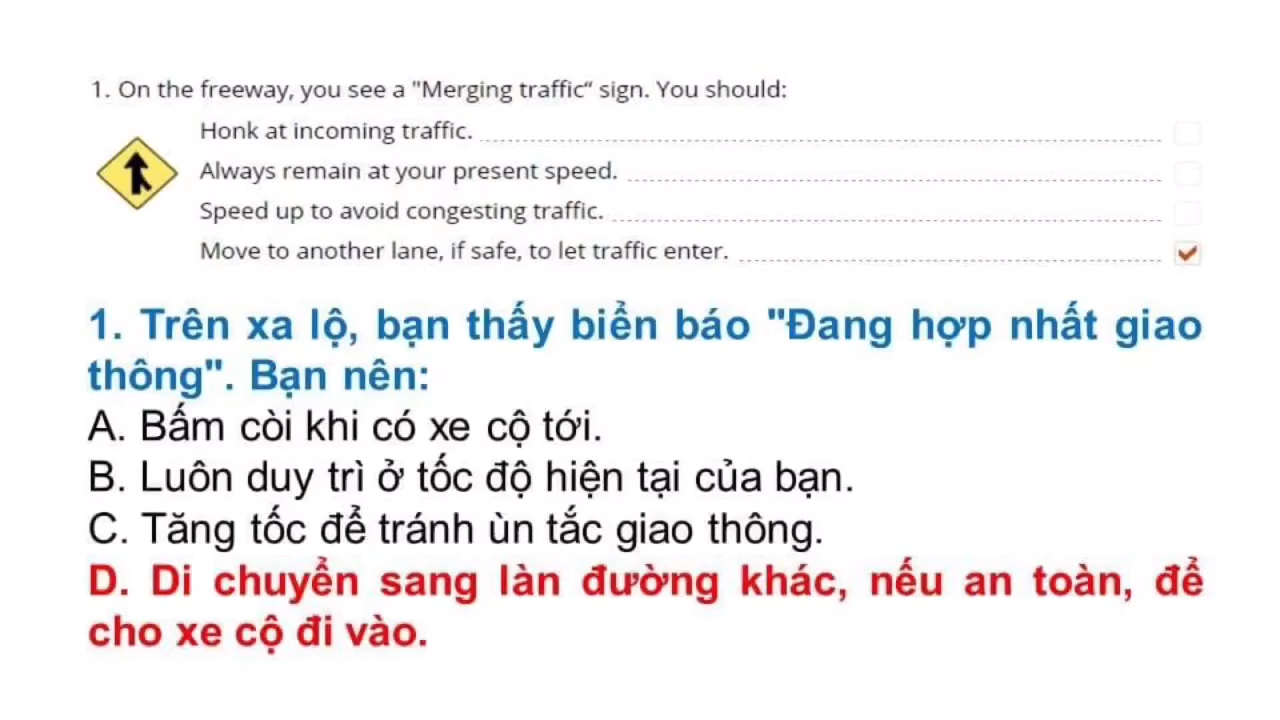 1. On the freeway, you see a "Merging traffic“ sign. You should:
Honk at incoming traffic.
Always remain at your present speed.
Speed up to avoid congesting traffic.
Move to another lane, if safe, to let traffic enter.
1. Trên xa lộ, bạn thấy biển báo "Đang hợp nhất giao
thông". Bạn nên:
A. Bấm còi khi có xe cộ tới.
B. Luôn duy trì ở tốc độ hiện tại của bạn.
C. Tăng tốc để tránh ùn tắc giao thông.
D. Di chuyển sang làn đường khác, nếu an toàn, để
cho xe cộ đi vào.